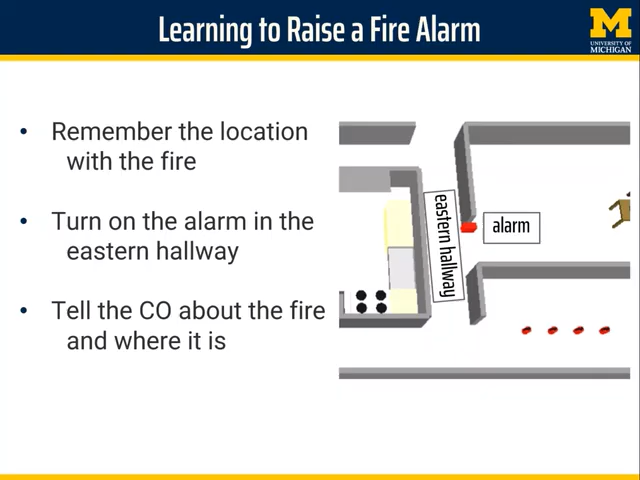 Learning to Raise a Fire Alarm
M
UNIVERSITY OF
MICHIGAN
• Remember the location
with the fire
• Turn on the alarm in the
eastern hallway
• Tell the CO about the fire
and where it is
eastern hallway
alarm